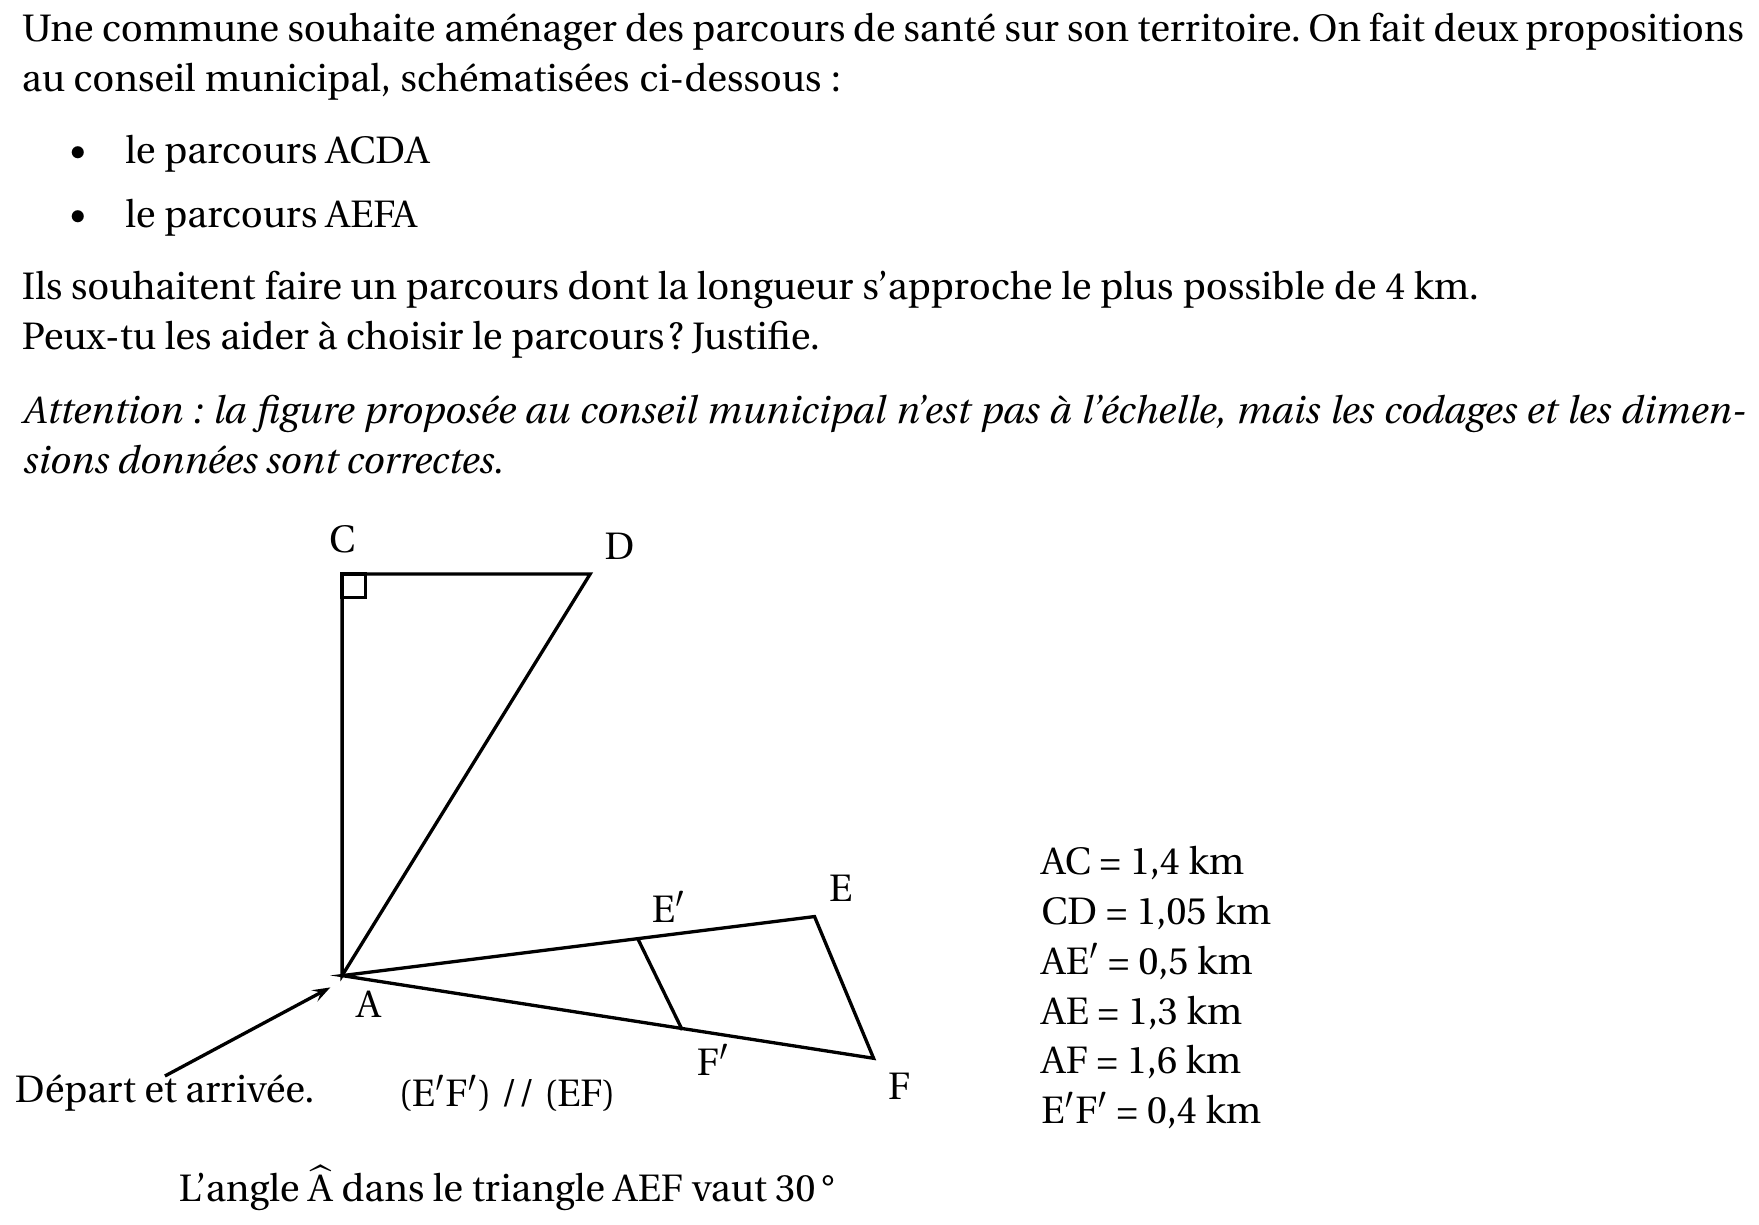 Une commune souhaite aménager des parcours de santé sur son territoire. On fait deux propositions
au conseil municipal, schématisées ci-dessous :
• le parcours ACDA
• le parcours AEFA
Ils souhaitent faire un parcours dont la longueur s’approche le plus possible de 4 km.
Peux-tu les aider à choisir le parcours ? Justifie.
Attention : la figure proposée au conseil municipal n’est pas à l’échelle, mais les codages et les dimen-
sions données sont correctes.
C
D
E
E′
A
F′
F
Départ et arrivée.
(E′F′) // (EF)
AC = 1,4 km
CD = 1,05 km
AE′ = 0,5 km
AE = 1,3 km
AF = 1,6 km
E′F′ = 0,4 km
L’angle Â dans le triangle AEF vaut 30 °